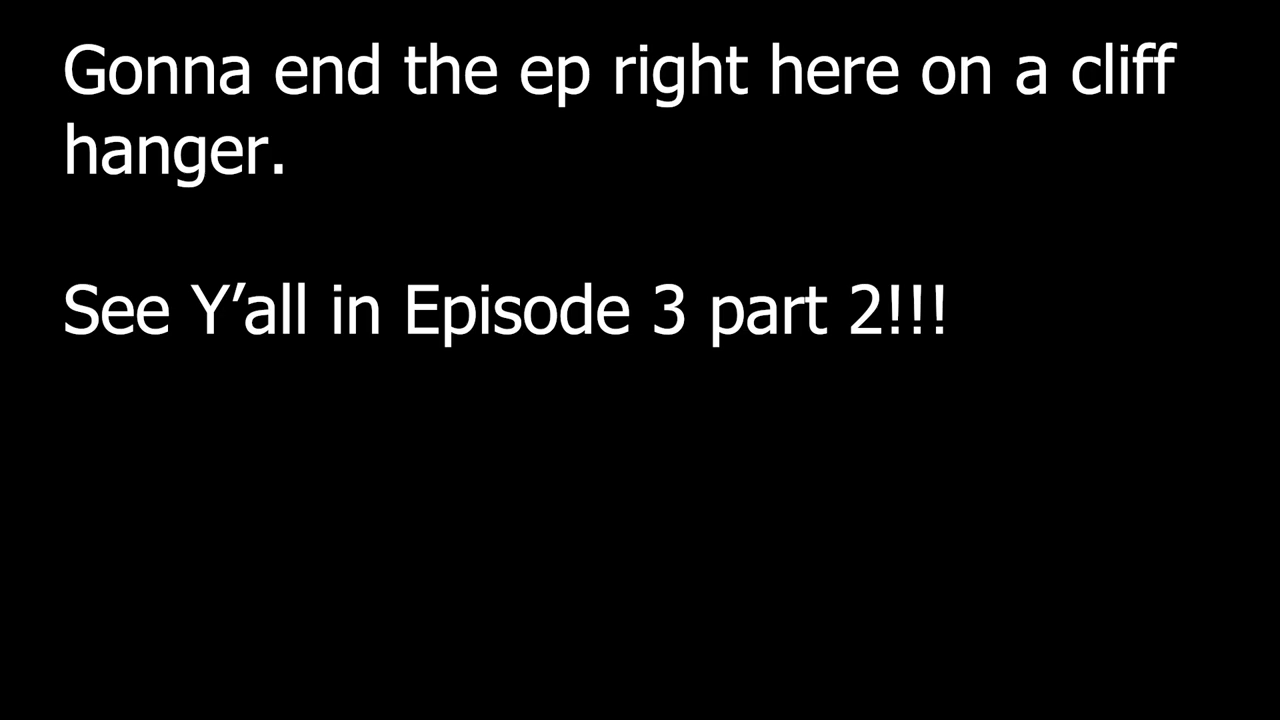 Gonna end the ep right here on a cliff
hanger.
See Y’all in Episode 3 part 2!!!